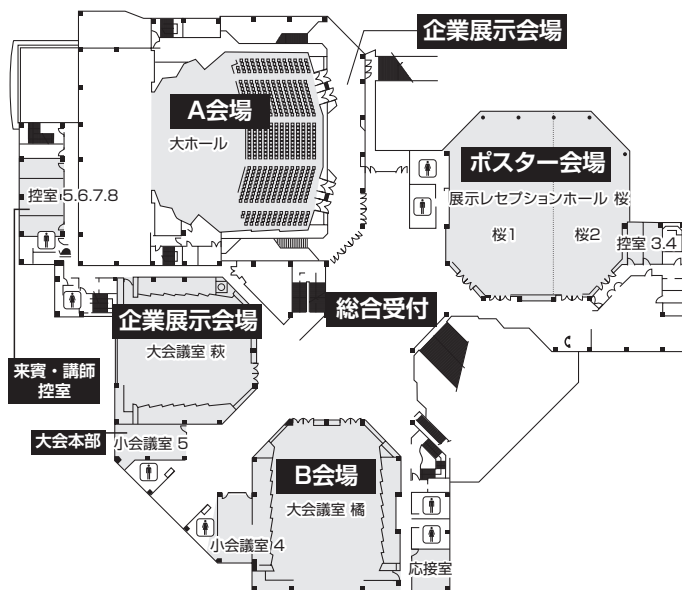 企業展示会場
A会場
大ホール
ポスター会場
展示レセプションホール 桜
桜1
桜2
控室 3.4
控室 5.6.7.8
総合受付
企業展示会場
大会議室 萩
来賓・講師
控室
大会本部
小会議室 5
B会場
大会議室 橘
小会議室 4
応接室